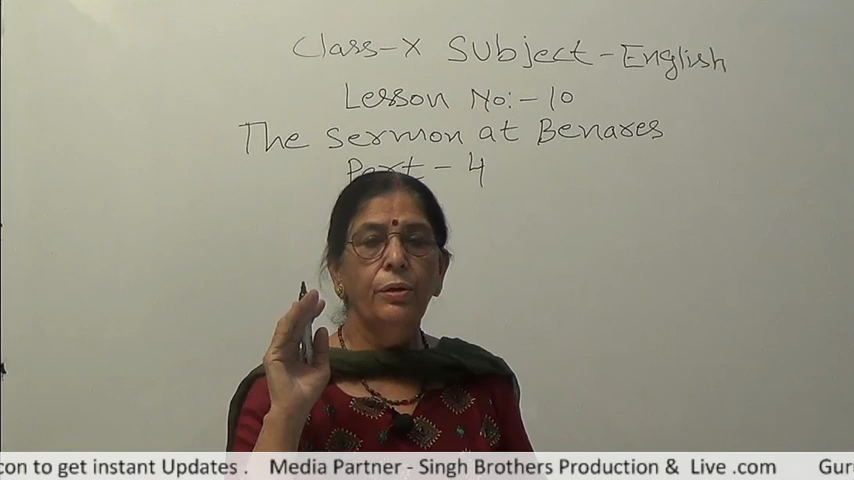 Class-X Subject-English
Lesson No:-10
The Sermon at Benares
Part-4
con to get instant Updates . Media Partner - Singh Brothers Production & Live .com